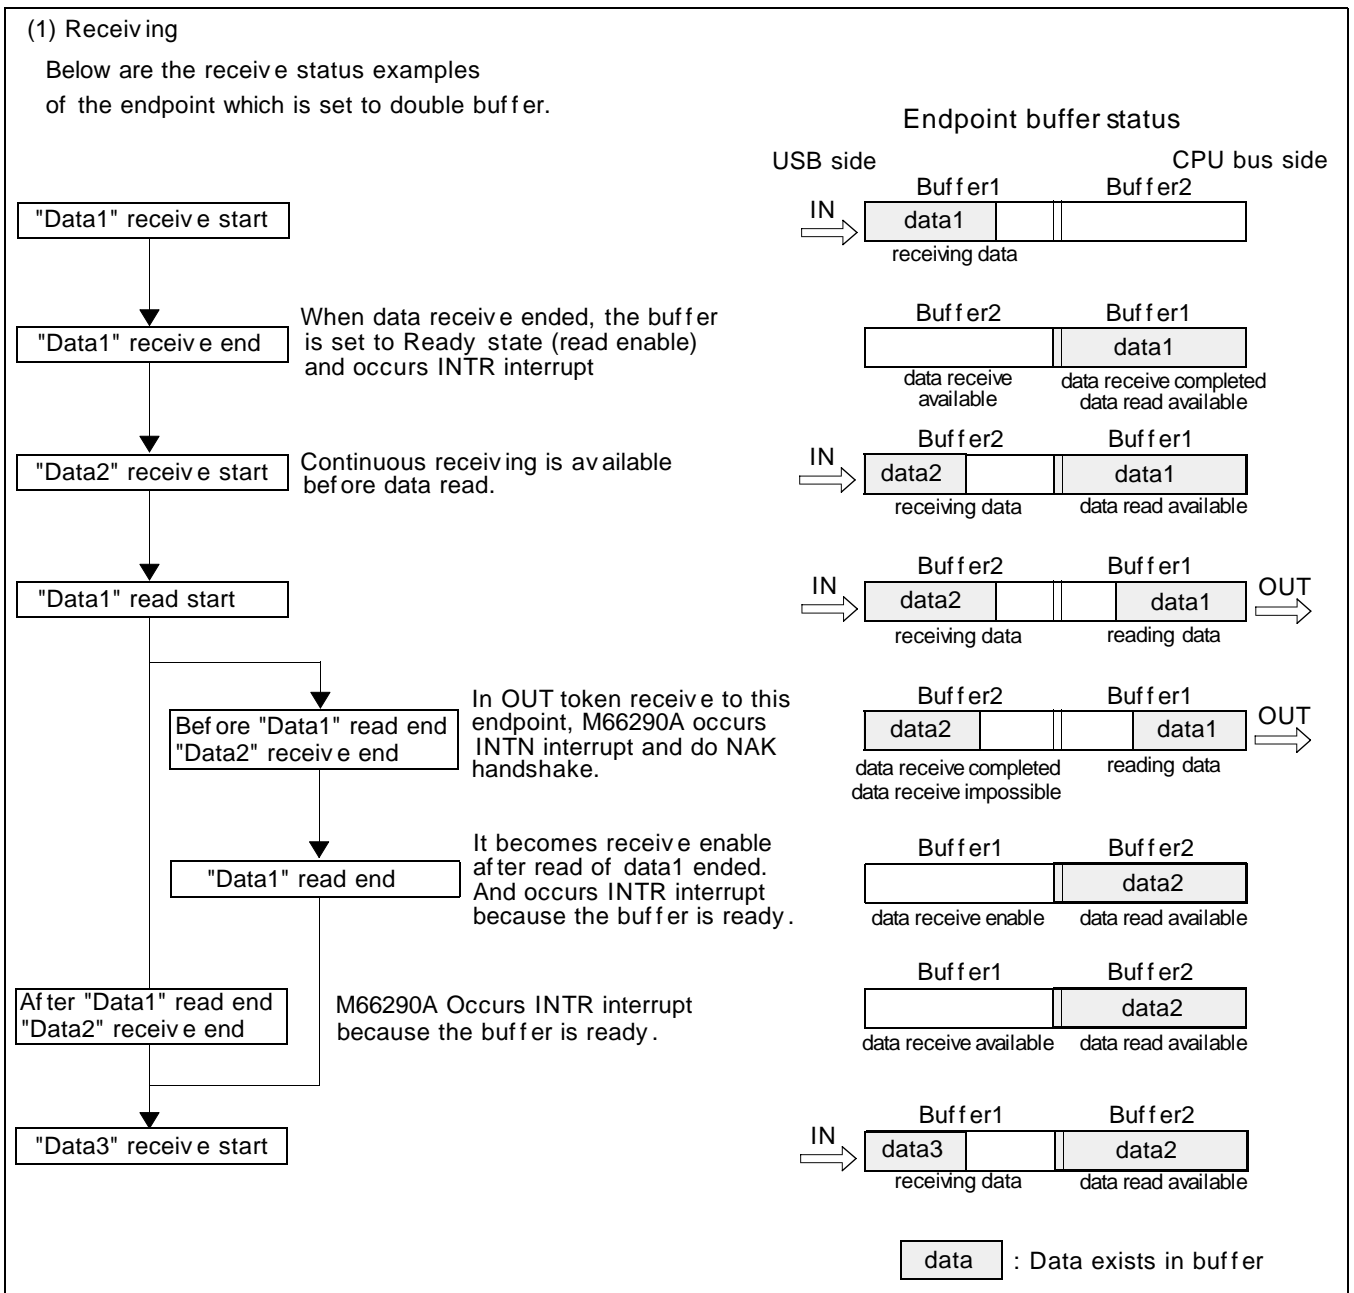 (1) Receiving
Below are the receive status examples
of the endpoint which is set to double buffer.
Endpoint buffer status
USB side
CPU bus side
Buffer1
Buffer2
"Data1" receive start
IN
data1
receiving data
When data receive ended, the buffer
is set to Ready state (read enable)
and occurs INTR interrupt
"Data1" receive end
Buffer2
Buffer1
data1
data receive
available
data receive completed
data read available
"Data2" receive start
Continuous receiving is available
before data read.
Buffer2
Buffer1
IN
data2
data1
receiving data
data read available
"Data1" read start
Buffer2
Buffer1
IN
data2
data1
OUT
receiving data
reading data
Before "Data1" read end
"Data2" receive end
In OUT token receive to this
endpoint, M66290A occurs
INTN interrupt and do NAK
handshake.
Buffer2
Buffer1
data2
data1
OUT
data receive completed
data receive impossible
reading data
"Data1" read end
It becomes receive enable
after read of data1 ended.
And occurs INTR interrupt
because the buffer is ready.
Buffer1
Buffer2
data2
data receive enable
data read available
After "Data1" read end
"Data2" receive end
M66290A Occurs INTR interrupt
because the buffer is ready.
Buffer1
Buffer2
data2
data receive available
data read available
"Data3" receive start
Buffer1
Buffer2
IN
data3
data2
receiving data
data read available
data : Data exists in buffer